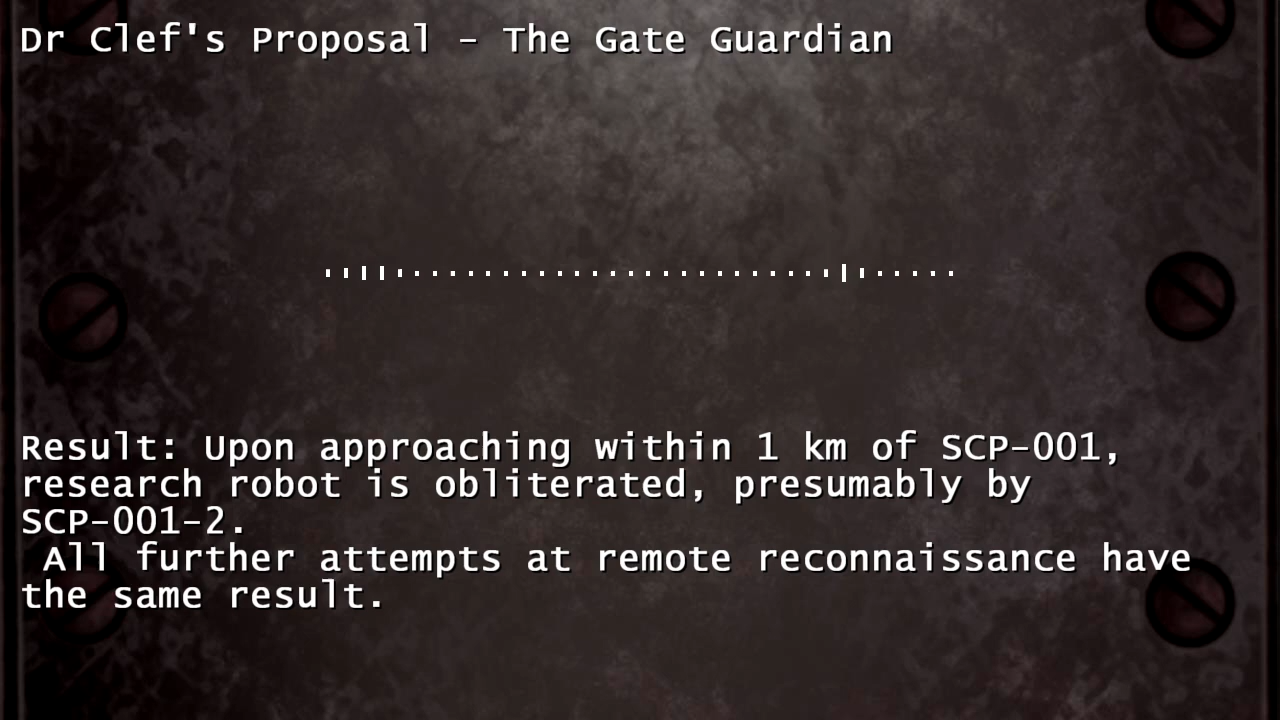 Dr Clef's Proposal - The Gate Guardian
Result: Upon approaching within 1 km of SCP-001,
research robot is obliterated, presumably by
SCP-001-2.
All further attempts at remote reconnaissance have
the same result.